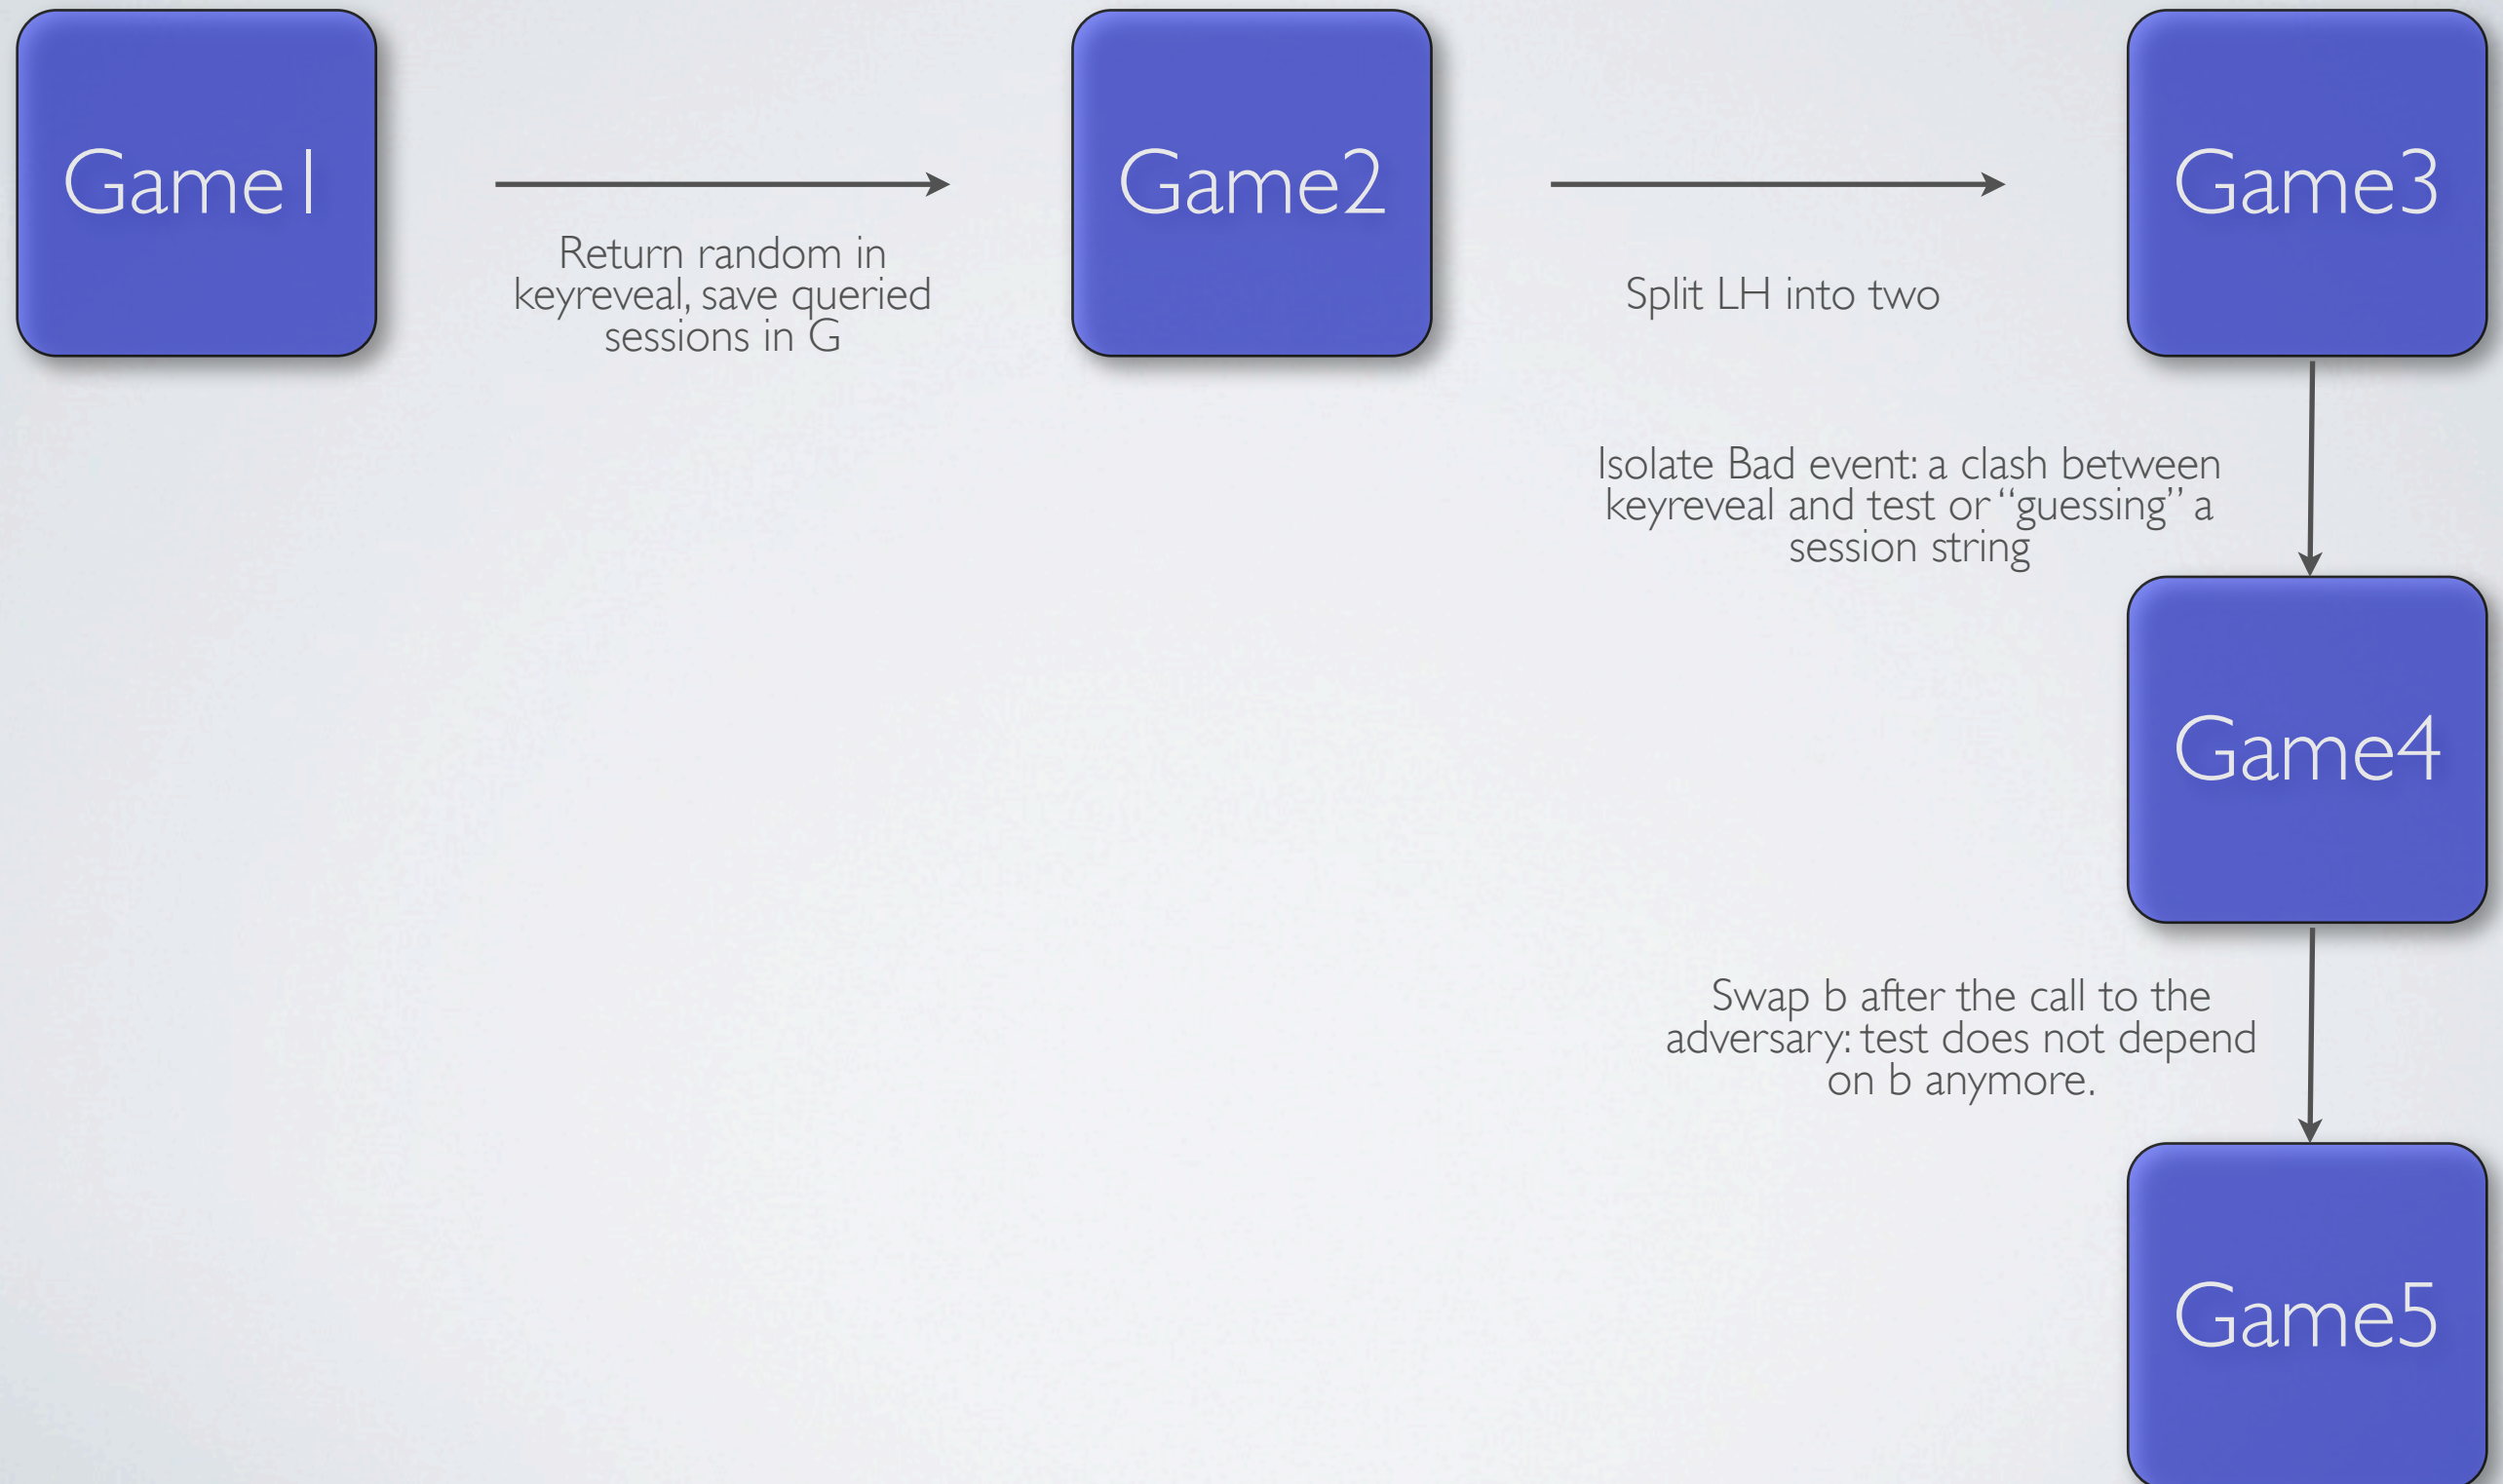 Game1
Game2
Game3
Return random in
keyreveal, save queried
sessions in G
Split LH into two
Isolate Bad event: a clash between
keyreveal and test or “guessing” a
session string
Game4
Swap b after the call to the
adversary: test does not depend
on b anymore.
Game5